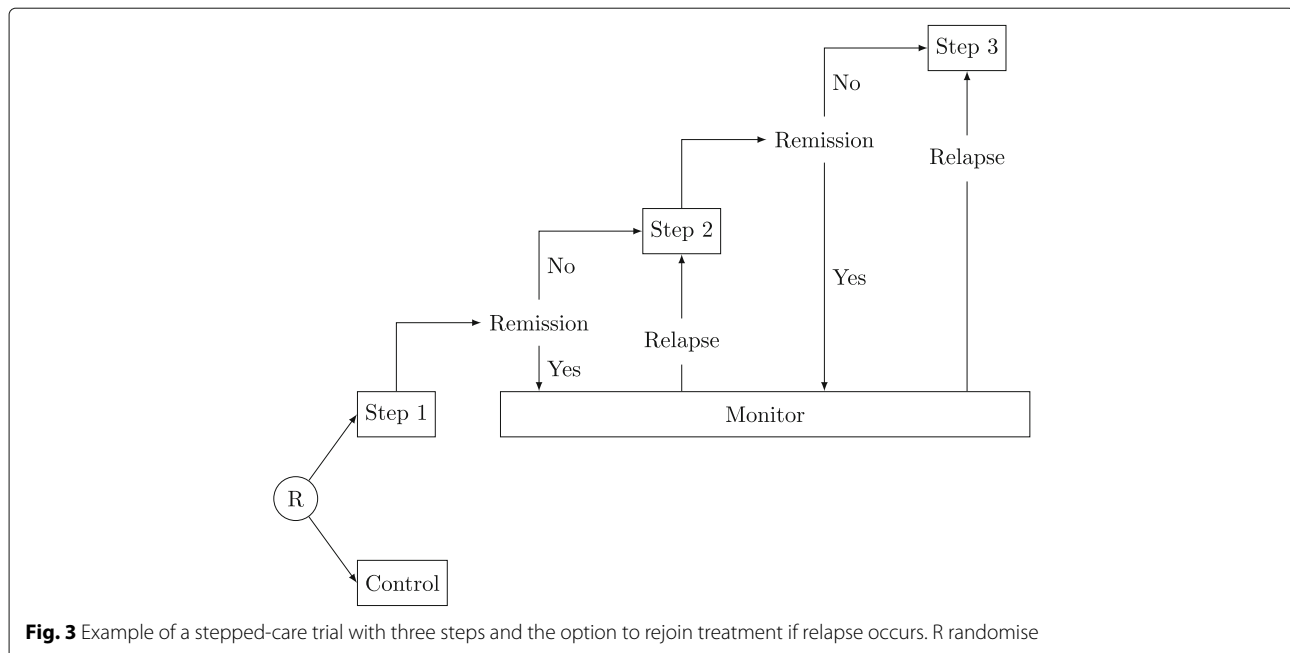 Step 3
No
Remission
Relapse
Step 2
No
Yes
Remission
Relapse
Yes
Step 1
Monitor
R
Control
Fig. 3 Example of a stepped-care trial with three steps and the option to rejoin treatment if relapse occurs. R randomise